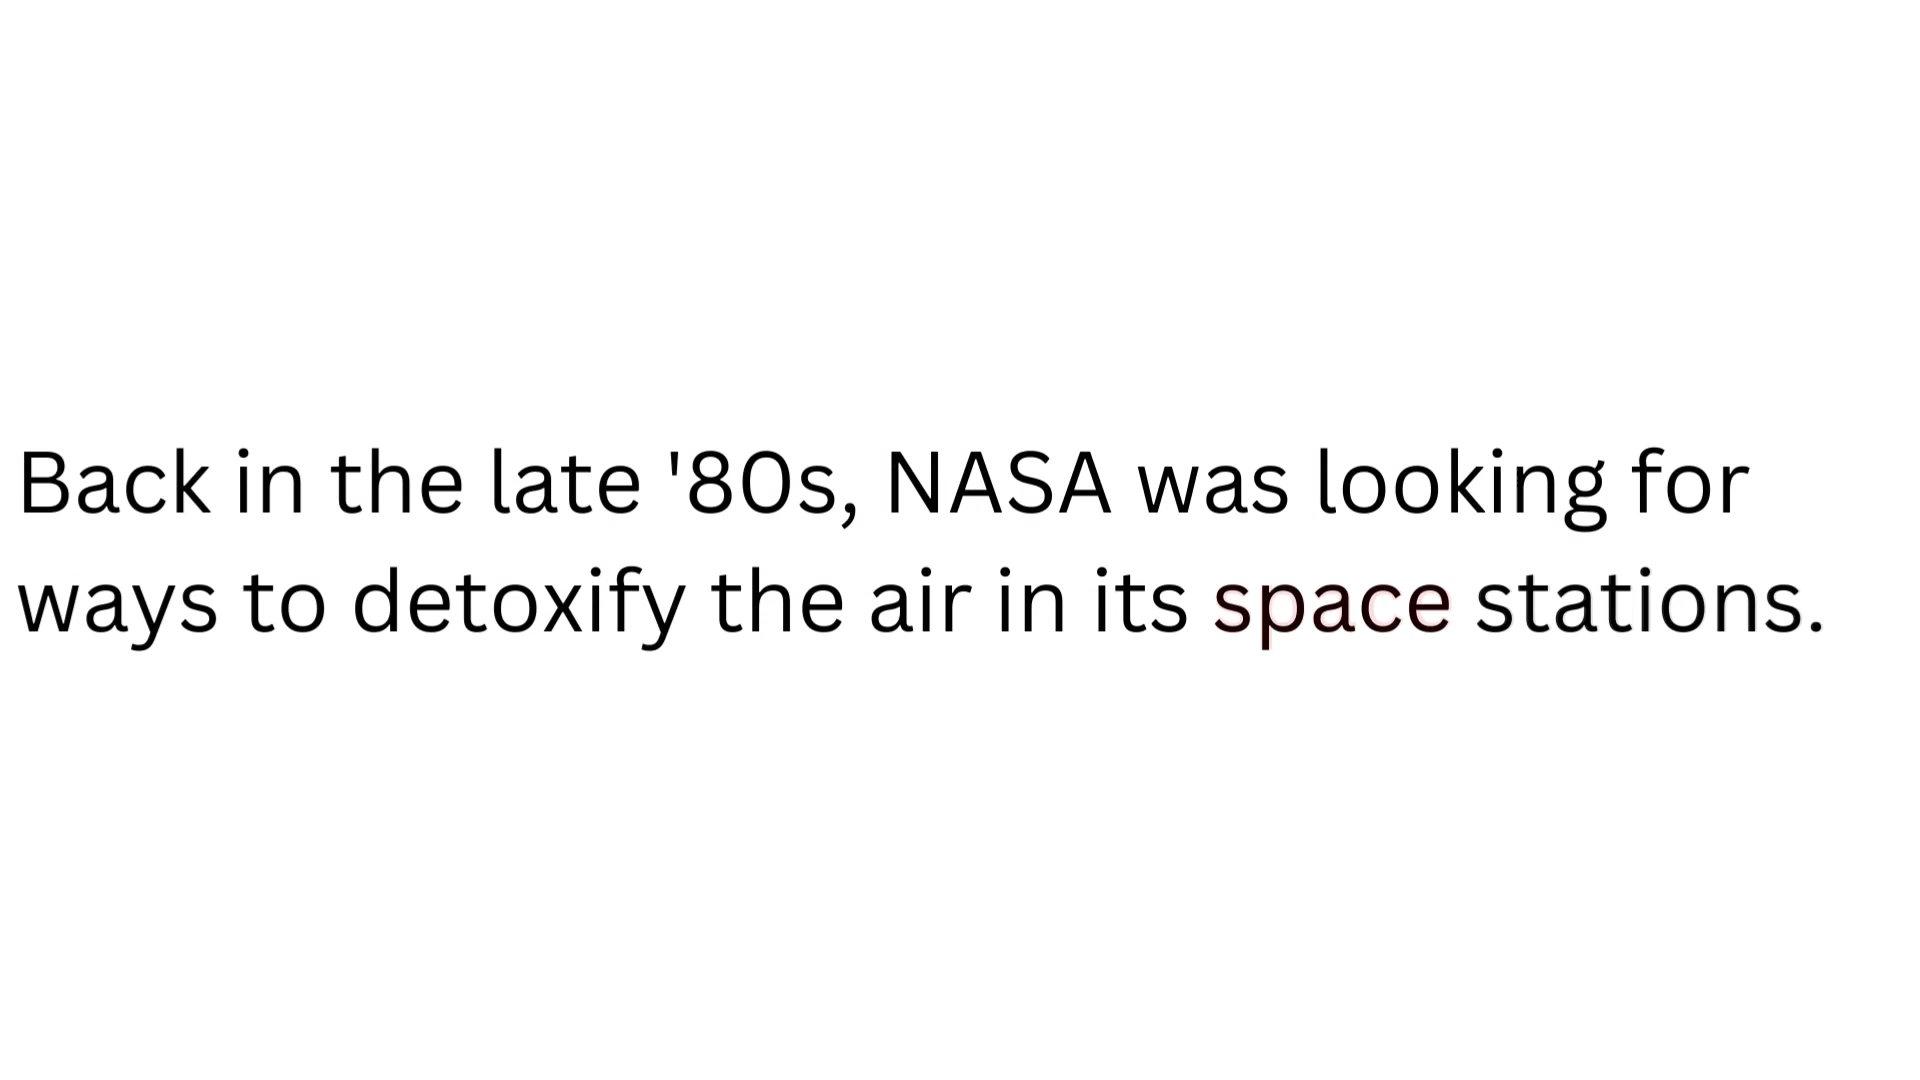 Back in the late '80s, NASA was looking for
ways to detoxify the air in its space stations.